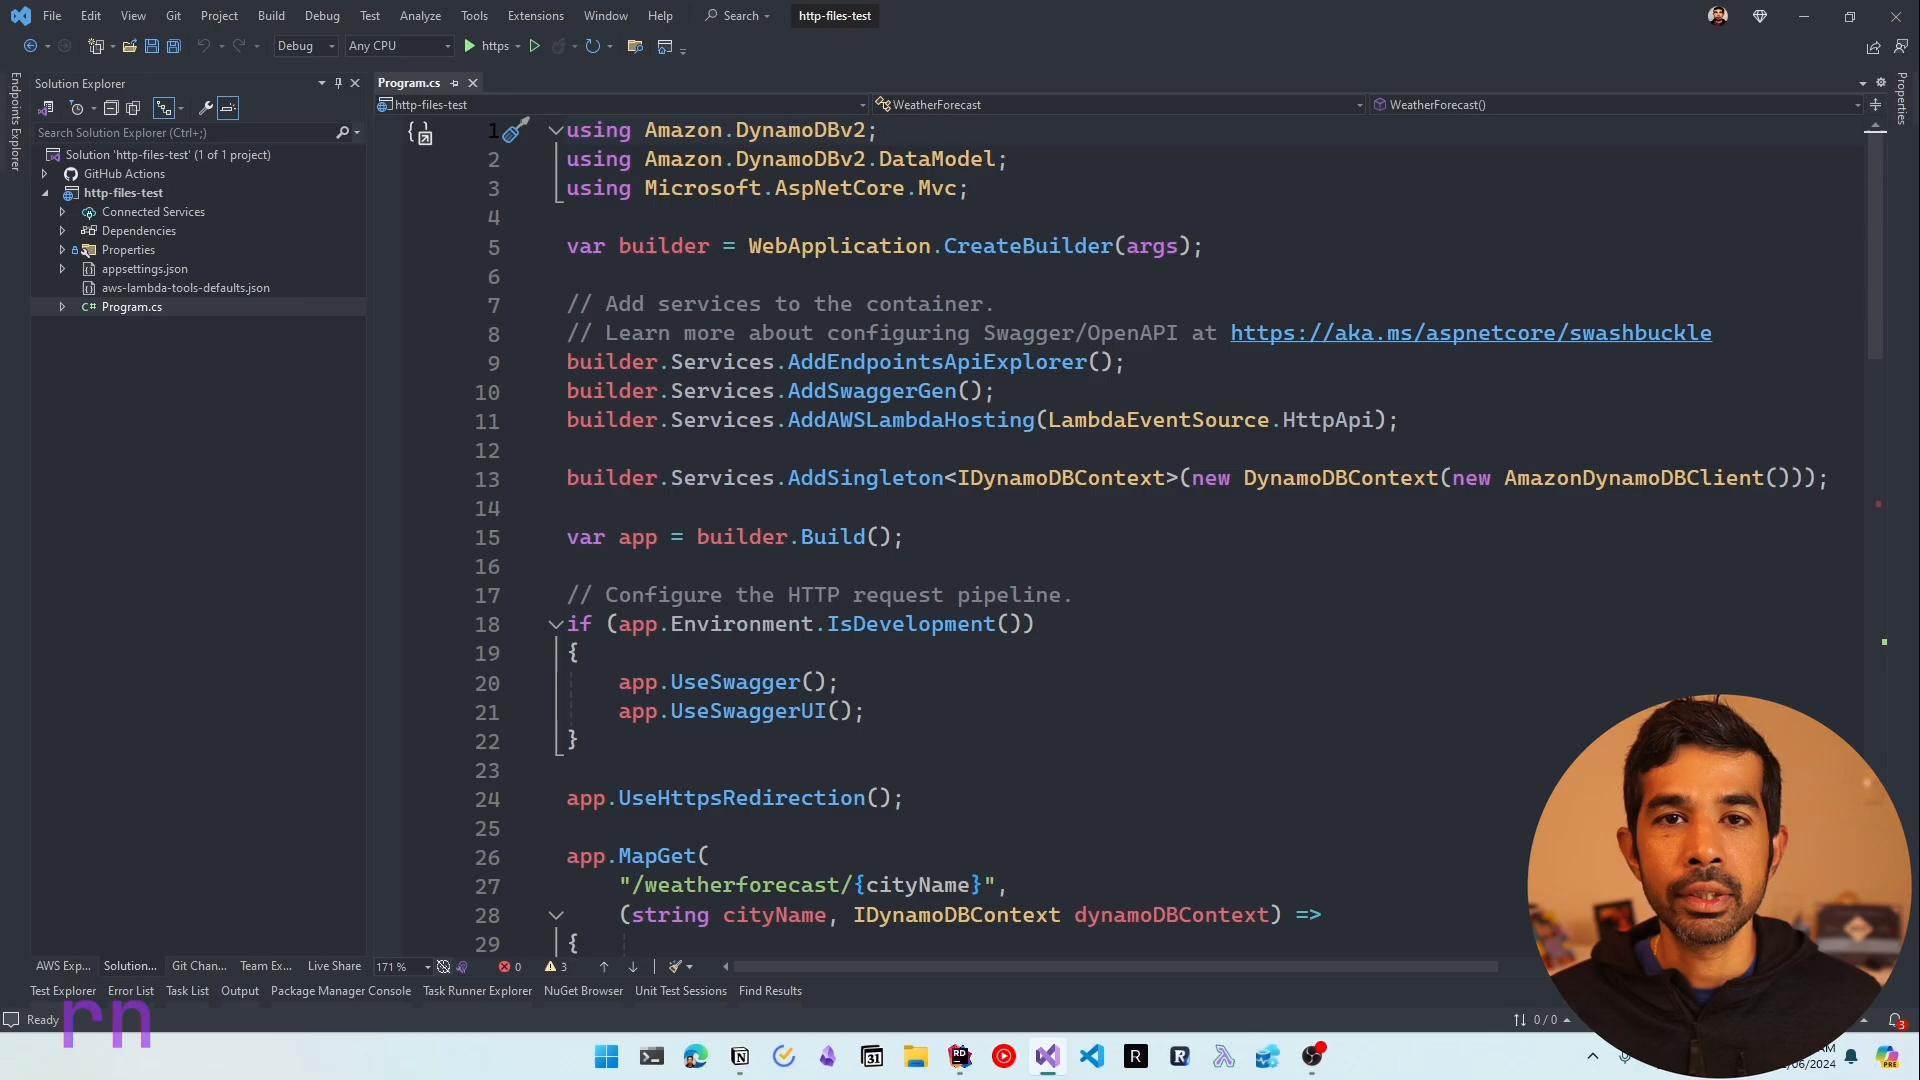 File Edit View Git Project Build Debug Test Analyze Tools Extensions Window Help Search http-files-test
Debug Any CPU https
Endpoints Explorer
Solution Explorer
Search Solution Explorer (Ctrl+;)
Solution 'http-files-test' (1 of 1 project)
GitHub Actions
http-files-test
Connected Services
Dependencies
Properties
appsettings.json
aws-lambda-tools-defaults.json
C# Program.cs
Program.cs
http-files-test WeatherForecast WeatherForecast()
Properties
1 using Amazon.DynamoDBv2;
2 using Amazon.DynamoDBv2.DataModel;
3 using Microsoft.AspNetCore.Mvc;
4
5 var builder = WebApplication.CreateBuilder(args);
6
7 // Add services to the container.
8 // Learn more about configuring Swagger/OpenAPI at https://aka.ms/aspnetcore/swashbuckle
9 builder.Services.AddEndpointsApiExplorer();
10 builder.Services.AddSwaggerGen();
11 builder.Services.AddAWSLambdaHosting(LambdaEventSource.HttpApi);
12
13 builder.Services.AddSingleton<IDynamoDBContext>(new DynamoDBContext(new AmazonDynamoDBClient()));
14
15 var app = builder.Build();
16
17 // Configure the HTTP request pipeline.
18 if (app.Environment.IsDevelopment())
19 {
20 app.UseSwagger();
21 app.UseSwaggerUI();
22 }
23
24 app.UseHttpsRedirection();
25
26 app.MapGet(
27 "/weatherforecast/{cityName}",
28 (string cityName, IDynamoDBContext dynamoDBContext) =>
29 {
AWS Exp... Solution... Git Chan... Team Ex... Live Share 171 % 0 3
Test Explorer Error List Task List Output Package Manager Console Task Runner Explorer NuGet Browser Unit Test Sessions Find Results
Ready 0 / 0 3
rn
N 31 RD R R AM
/06/2024 PRE